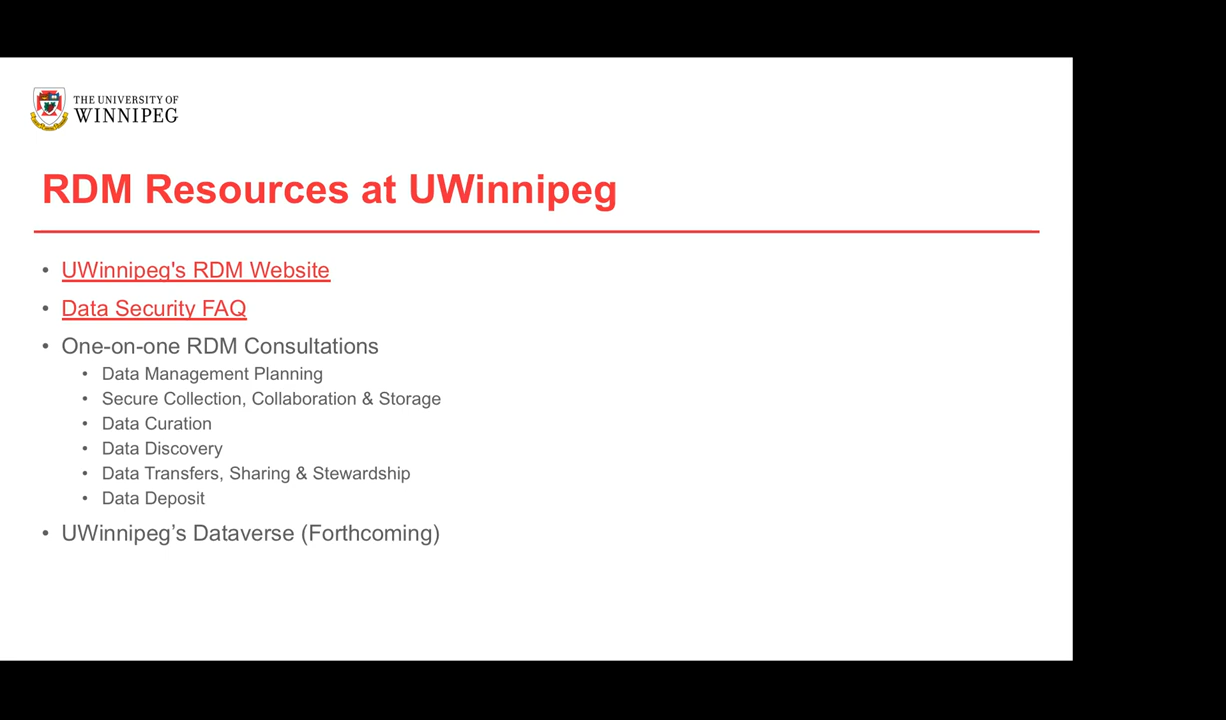 THE UNIVERSITY OF
WINNIPEG
RDM Resources at UWinnipeg
• UWinnipeg's RDM Website
• Data Security FAQ
• One-on-one RDM Consultations
• Data Management Planning
• Secure Collection, Collaboration & Storage
• Data Curation
• Data Discovery
• Data Transfers, Sharing & Stewardship
• Data Deposit
• UWinnipeg’s Dataverse (Forthcoming)